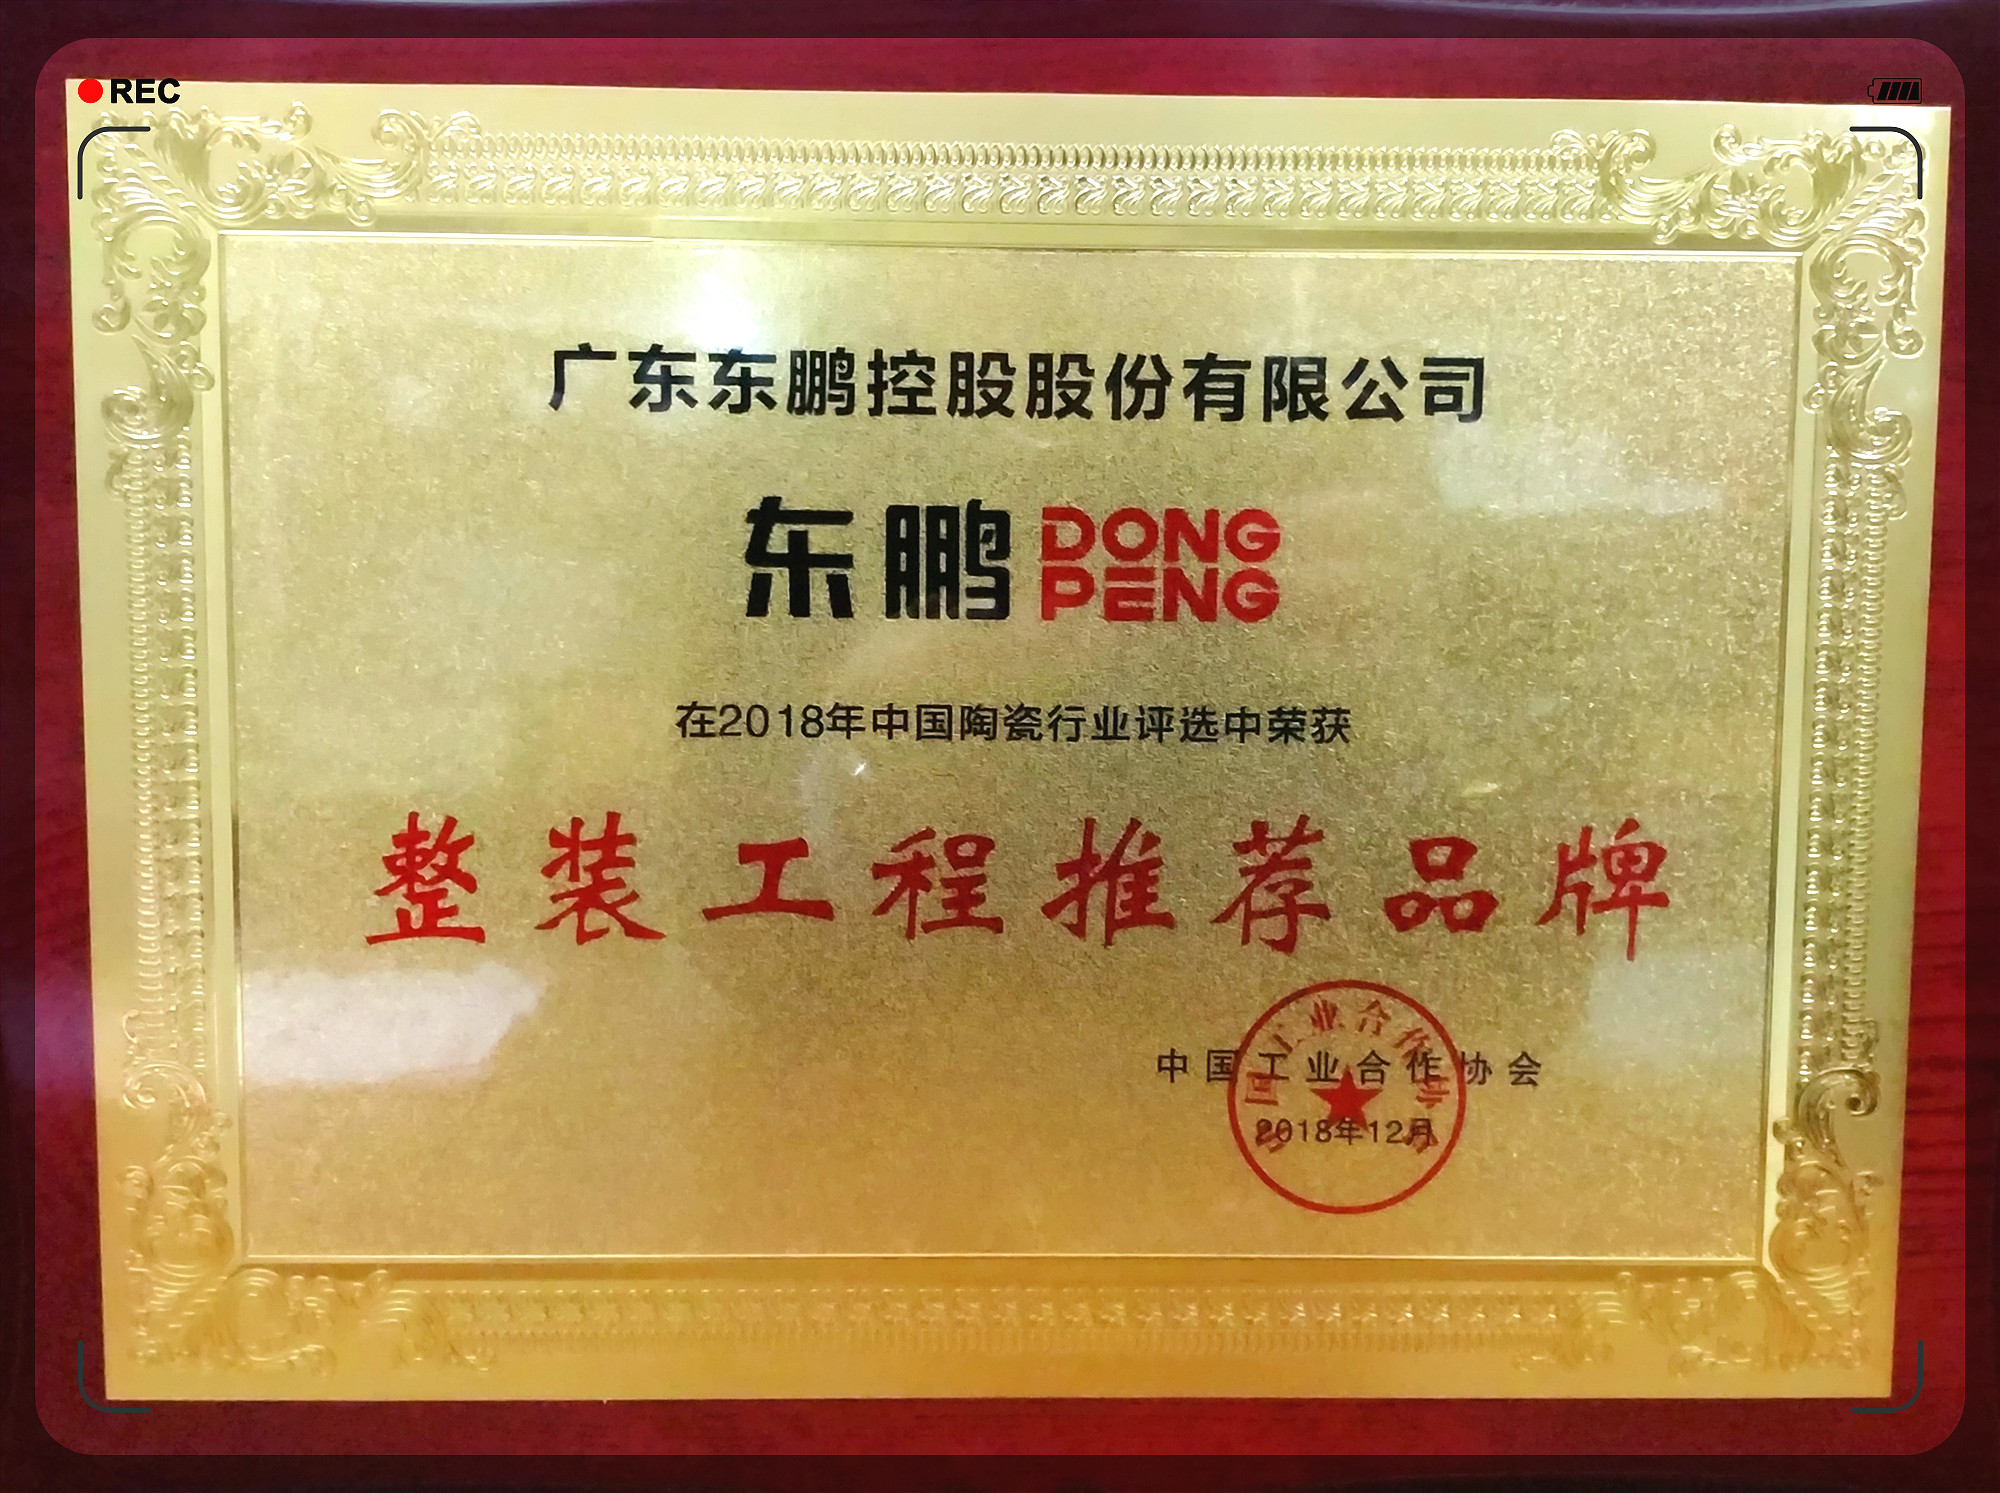 REC
广东东鹏控股股份有限公司
东鹏 DONG PENG
在2018年中国陶瓷行业评选中荣获
整装工程推荐品牌
中国工业合作协会
2018年12月